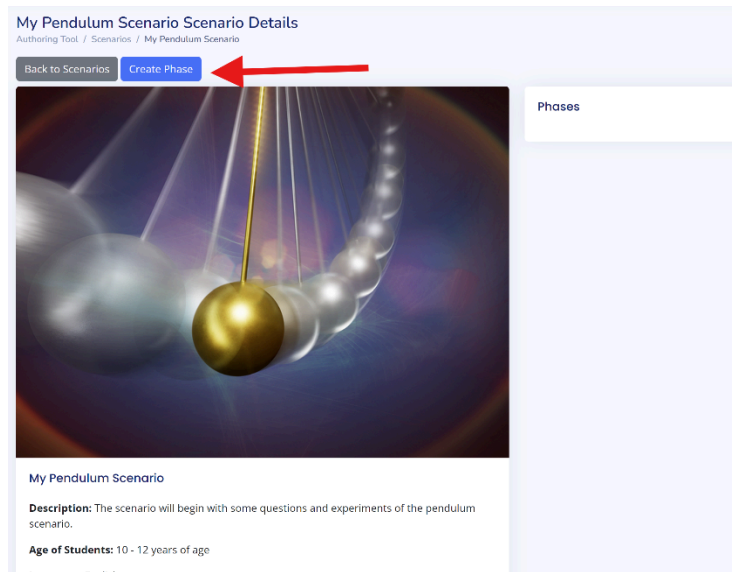 My Pendulum Scenario Scenario Details
Authoring Tool / Scenarios / My Pendulum Scenario
Back to Scenarios Create Phase
Phases
My Pendulum Scenario
Description: The scenario will begin with some questions and experiments of the pendulum
scenario.
Age of Students: 10 - 12 years of age